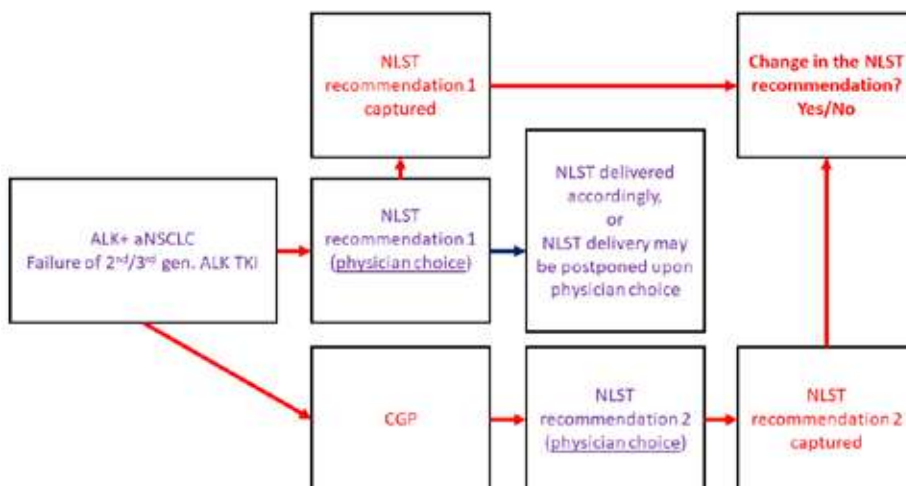 NLST
recommendation 1
captured
Change in the NLST
recommendation?
Yes/No
ALK+ aNSCLC
Failure of 2nd/3rd gen. ALK TKI
NLST
recommendation 1
(physician choice)
NLST delivered
accordingly,
or
NLST delivery may
be postponed upon
physician choice
CGP
NLST
recommendation 2
(physician choice)
NLST
recommendation 2
captured